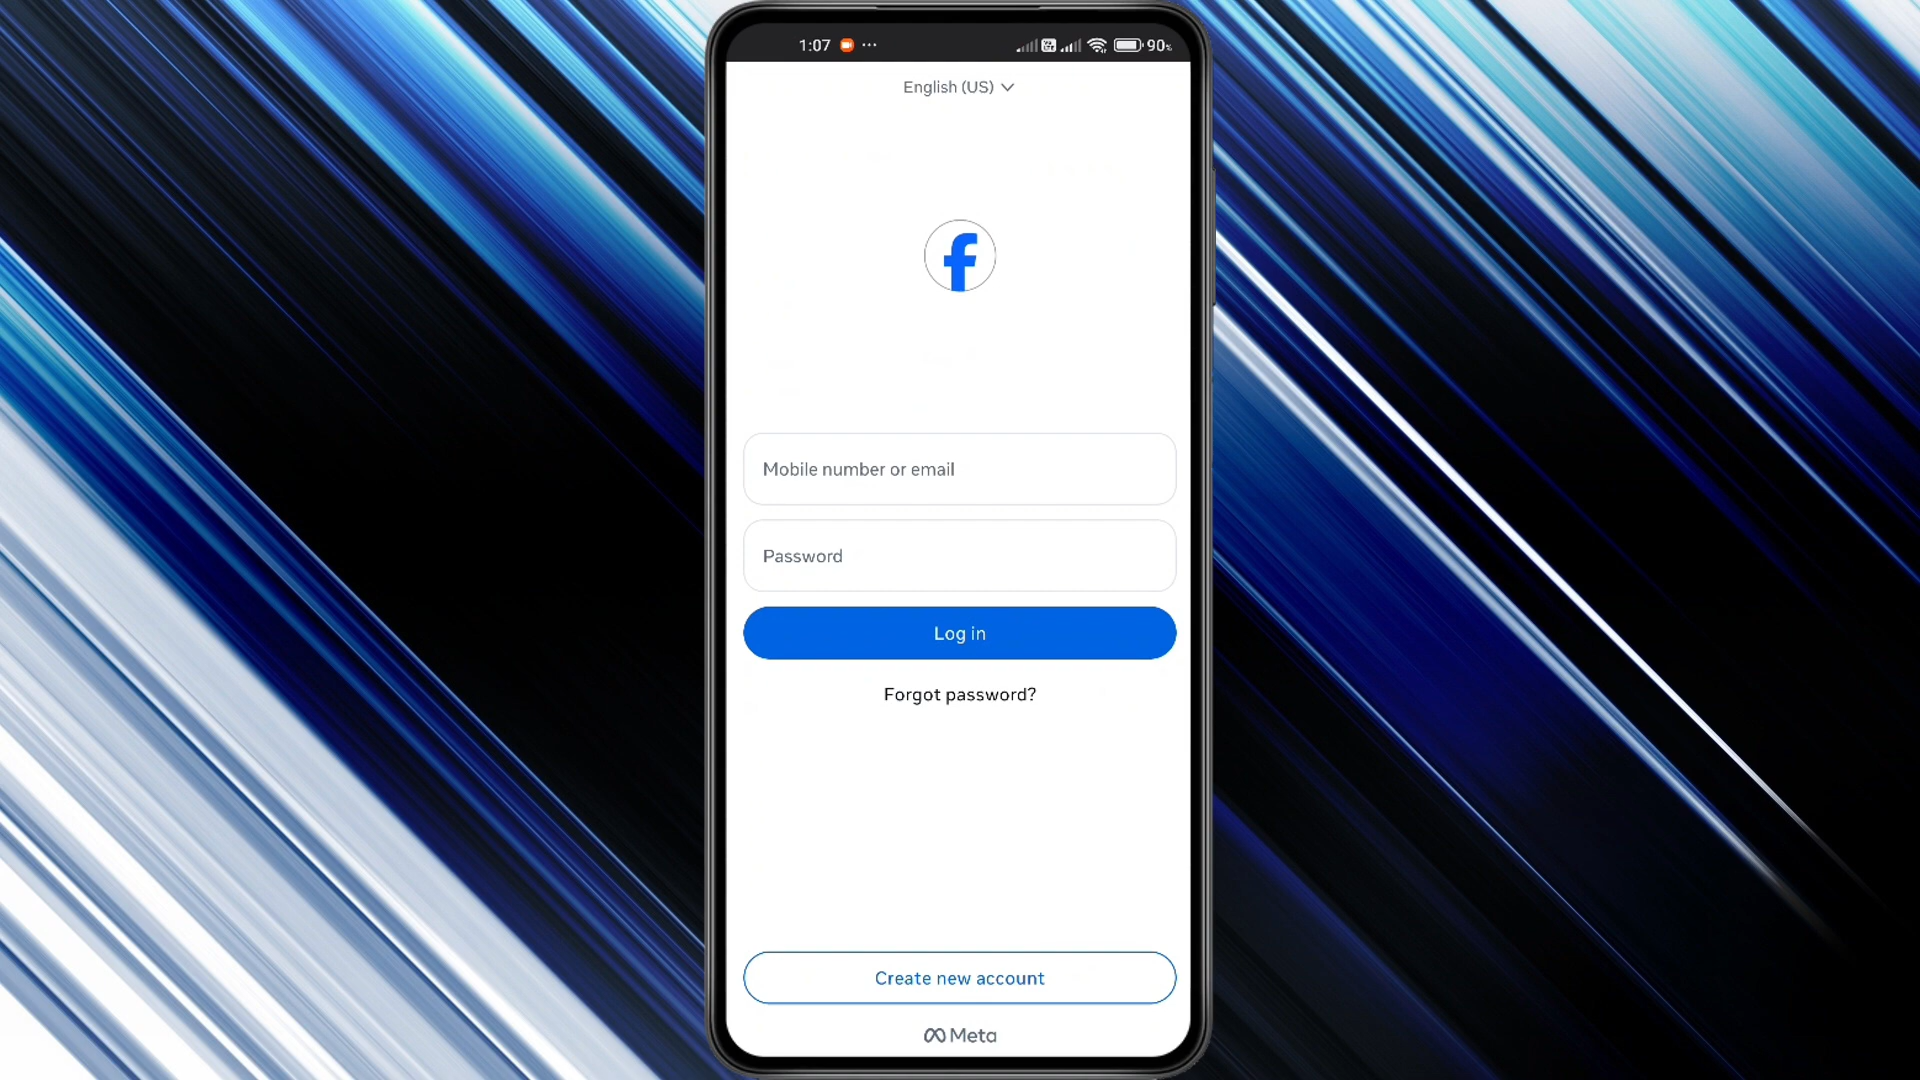 1:07 ... 90%
English (US)
f
Mobile number or email
Password
Log in
Forgot password?
Create new account
Meta